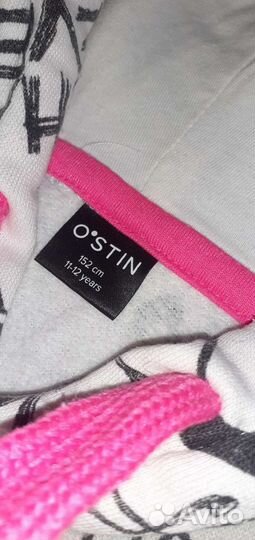 O'STIN
152 cm
11-12 years
Avito